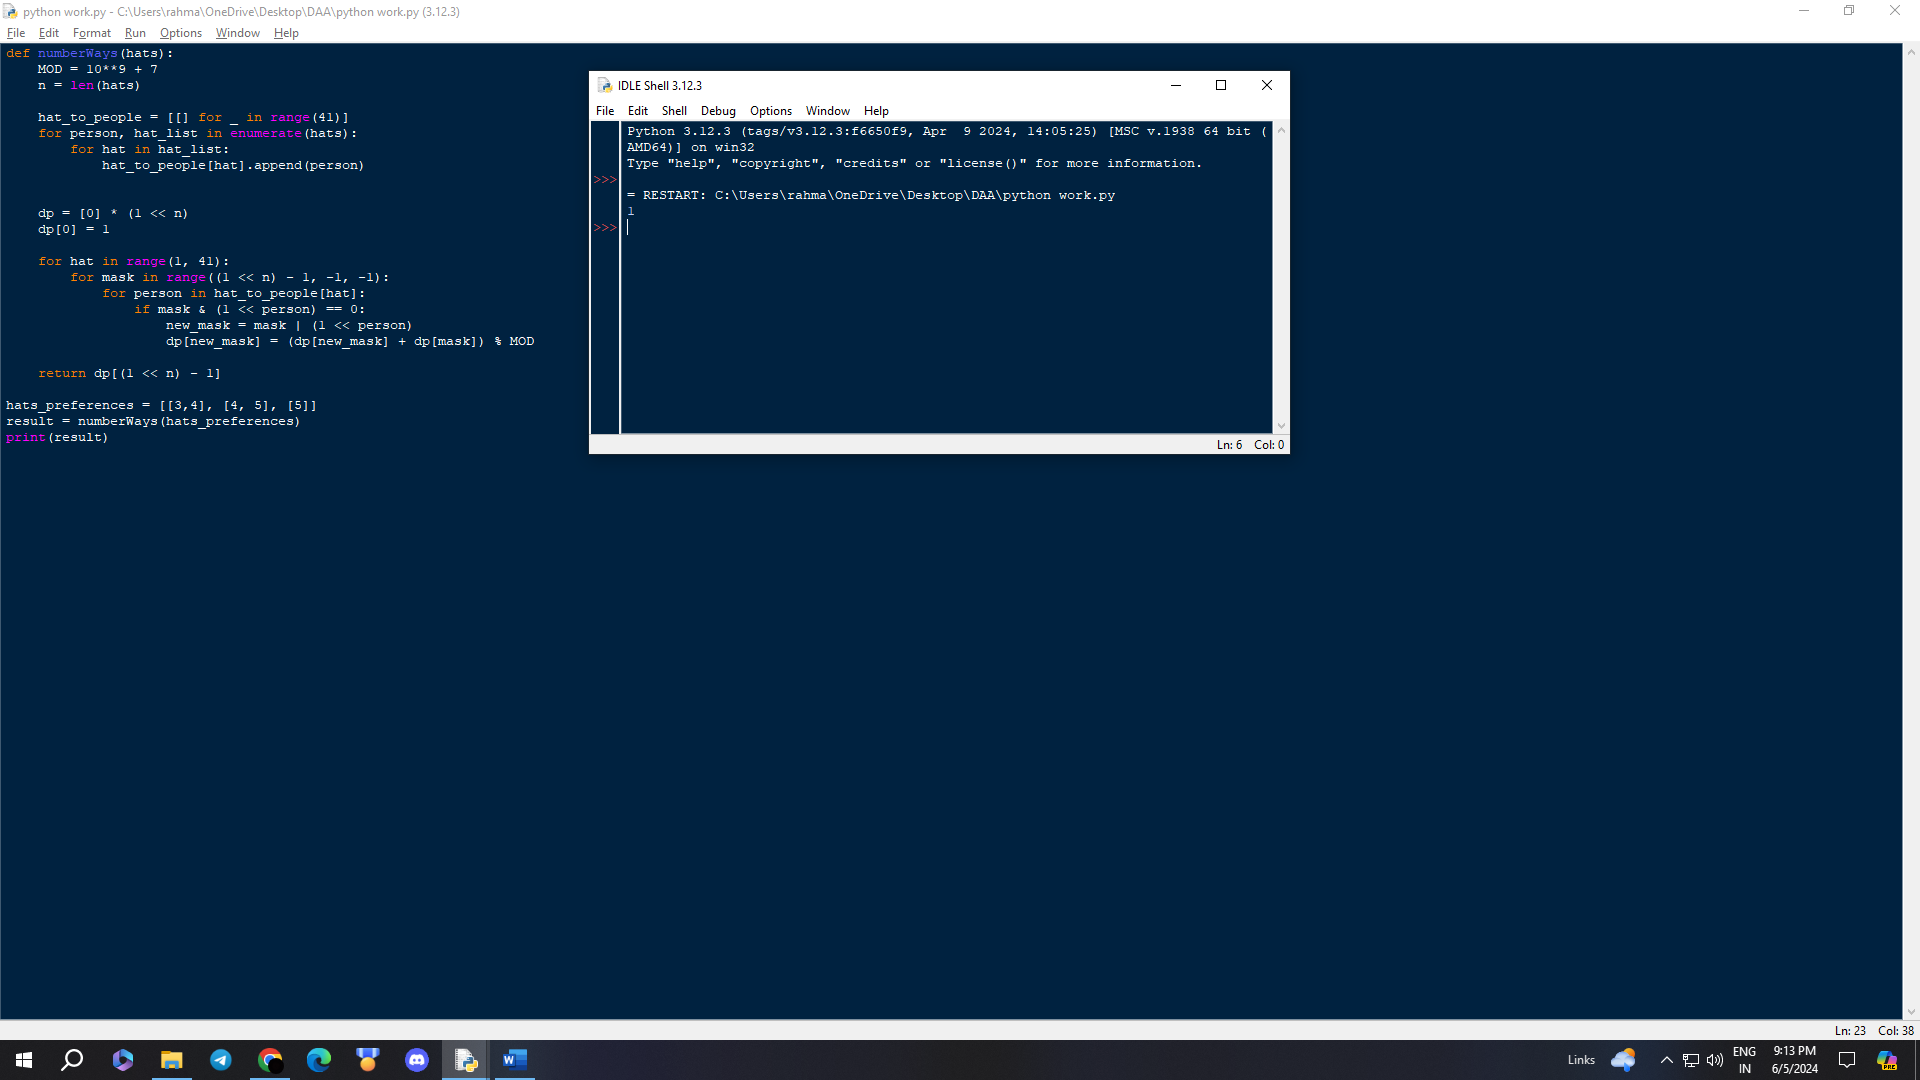 python work.py - C:\Users\rahma\OneDrive\Desktop\DAA\python work.py (3.12.3)
File Edit Format Run Options Window Help
def numberWays(hats):
    MOD = 10**9 + 7
    n = len(hats)

    hat_to_people = [[] for _ in range(41)]
    for person, hat_list in enumerate(hats):
        for hat in hat_list:
            hat_to_people[hat].append(person)


    dp = [0] * (1 << n)
    dp[0] = 1

    for hat in range(1, 41):
        for mask in range((1 << n) - 1, -1, -1):
            for person in hat_to_people[hat]:
                if mask & (1 << person) == 0:
                    new_mask = mask | (1 << person)
                    dp[new_mask] = (dp[new_mask] + dp[mask]) % MOD

    return dp[(1 << n) - 1]

hats_preferences = [[3,4], [4, 5], [5]]
result = numberWays(hats_preferences)
print(result)
IDLE Shell 3.12.3
File Edit Shell Debug Options Window Help
Python 3.12.3 (tags/v3.12.3:f6650f9, Apr  9 2024, 14:05:25) [MSC v.1938 64 bit (
AMD64)] on win32
Type "help", "copyright", "credits" or "license()" for more information.
>>>
= RESTART: C:\Users\rahma\OneDrive\Desktop\DAA\python work.py
1
>>>
Ln: 6 Col: 0
Ln: 23 Col: 38
Links
ENG
IN
9:13 PM
6/5/2024